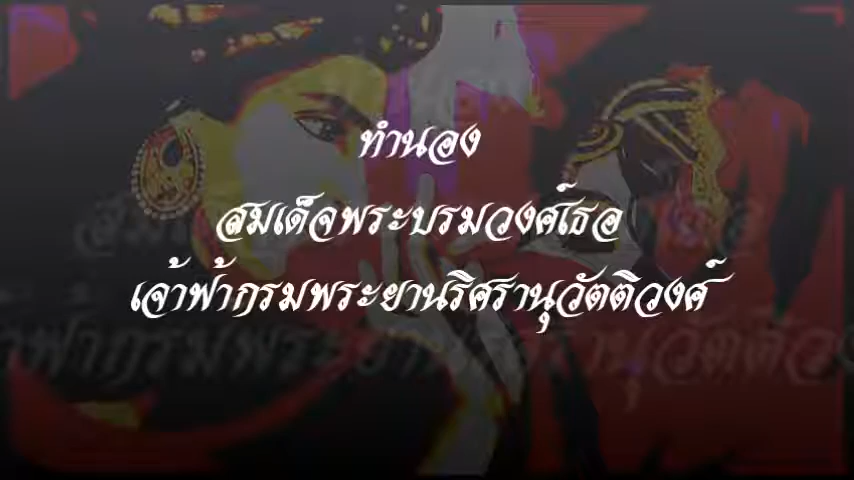 ทำนอง
สมเด็จพระบรมวงศ์เธอ
เจ้าฟ้ากรมพระยานริศรานุวัตติวงศ์